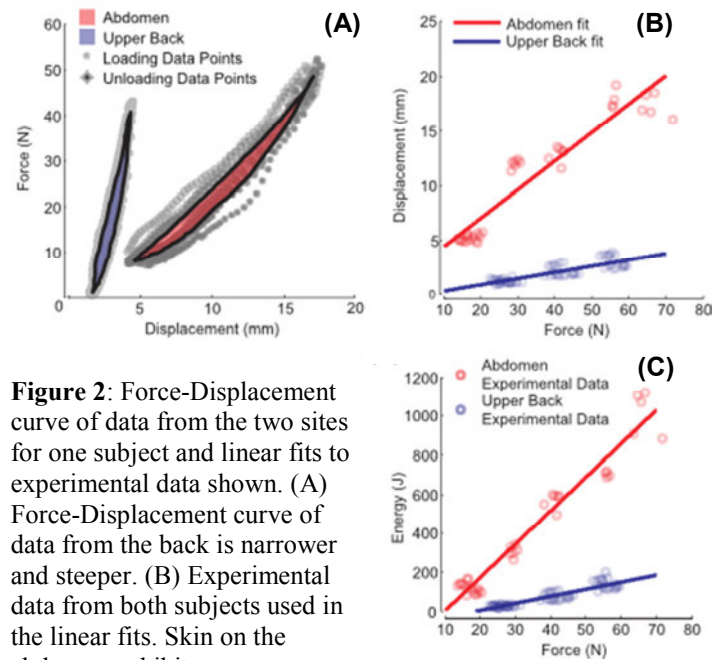 (A)
Abdomen
Upper Back
Loading Data Points
Unloading Data Points
60
50
40
30
20
10
0
Force (N)
0 5 10 15 20
Displacement (mm)
(B)
Abdomen fit
Upper Back fit
25
20
15
10
5
0
Displacement (mm)
10 20 30 40 50 60 70 80
Force (N)
(C)
Abdomen
Experimental Data
Upper Back
Experimental Data
1200
1000
800
600
400
200
0
Energy (J)
10 20 30 40 50 60 70 80
Force (N)
Figure 2: Force-Displacement
curve of data from the two sites
for one subject and linear fits to
experimental data shown. (A)
Force-Displacement curve of
data from the back is narrower
and steeper. (B) Experimental
data from both subjects used in
the linear fits. Skin on the